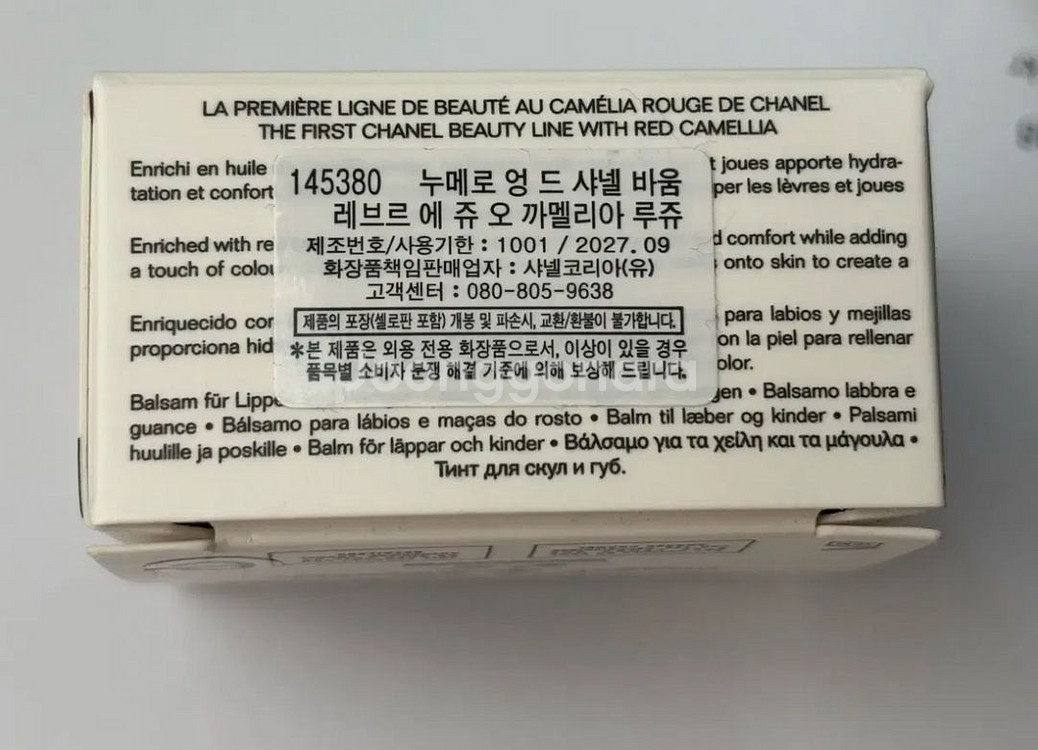 LA PREMIÈRE LIGNE DE BEAUTÉ AU CAMÉLIA ROUGE DE CHANEL
THE FIRST CHANEL BEAUTY LINE WITH RED CAMELLIA
Enrichi en huile
joues apporte hydra-
tation et confort
per les lèvres et joues
Enriched with re
d comfort while adding
a touch of colou
onto skin to create a
Enriquecido con
para labios y mejillas
proporciona hid
on la piel para rellenar
olor.
145380 누메로 엉 드 샤넬 바움
레브르 에 쥬 오 까멜리아 루쥬
제조번호/사용기한 : 1001 / 2027. 09
화장품책임판매업자 : 샤넬코리아(유)
고객센터 : 080-805-9638
제품의 포장(셀로판 포함) 개봉 및 파손시, 교환/환불이 불가합니다.
*본 제품은 외용 전용 화장품으로서, 이상이 있을 경우
품목별 소비자 분쟁 해결 기준에 의해 보상해 드립니다.
Balsam für Lippe
gen • Balsamo labbra e
guance • Bálsamo para lábios e maças do rosto • Balm til læber og kinder • Palsami
huulille ja poskille • Balm för läppar och kinder • Βάλσαμο για τα χείλη και τα μάγουλα •
Тинт для скул и губ.